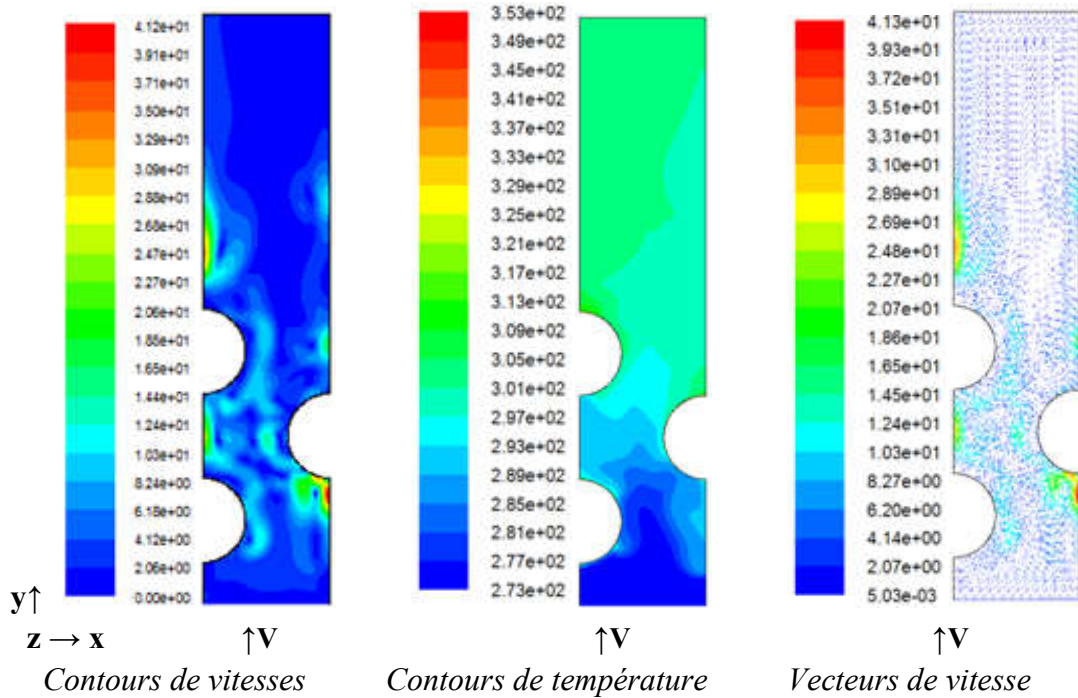 4.12e+01
3.91e+01
3.71e+01
3.50e+01
3.29e+01
3.09e+01
2.88e+01
2.68e+01
2.47e+01
2.27e+01
2.06e+01
1.85e+01
1.65e+01
1.44e+01
1.24e+01
1.03e+01
8.24e+00
6.18e+00
4.12e+00
2.06e+00
0.00e+00
3.53e+02
3.49e+02
3.45e+02
3.41e+02
3.37e+02
3.33e+02
3.29e+02
3.25e+02
3.21e+02
3.17e+02
3.13e+02
3.09e+02
3.05e+02
3.01e+02
2.97e+02
2.93e+02
2.89e+02
2.85e+02
2.81e+02
2.77e+02
2.73e+02
4.13e+01
3.93e+01
3.72e+01
3.51e+01
3.31e+01
3.10e+01
2.89e+01
2.69e+01
2.48e+01
2.27e+01
2.07e+01
1.86e+01
1.65e+01
1.45e+01
1.24e+01
1.03e+01
8.27e+00
6.20e+00
4.14e+00
2.07e+00
5.03e-03
y↑
z → x ↑V ↑V ↑V
Contours de vitesses Contours de température Vecteurs de vitesse